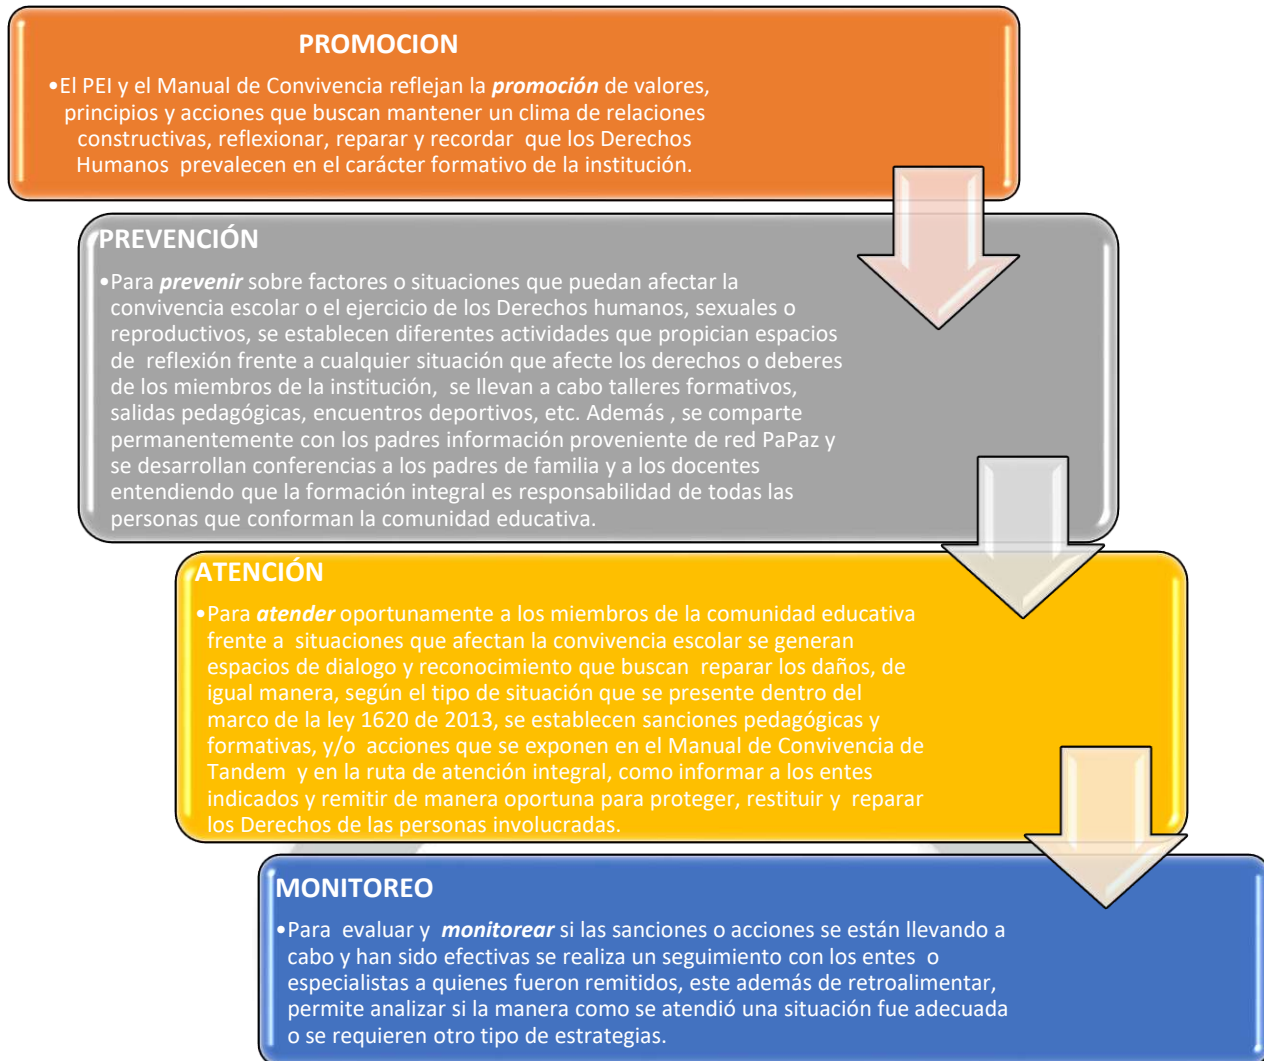 PROMOCION
•El PEI y el Manual de Convivencia reflejan la promoción de valores,
principios y acciones que buscan mantener un clima de relaciones
constructivas, reflexionar, reparar y recordar que los Derechos
Humanos prevalecen en el carácter formativo de la institución.
PREVENCIÓN
•Para prevenir sobre factores o situaciones que puedan afectar la
convivencia escolar o el ejercicio de los Derechos humanos, sexuales o
reproductivos, se establecen diferentes actividades que propician espacios
de reflexión frente a cualquier situación que afecte los derechos o deberes
de los miembros de la institución, se llevan a cabo talleres formativos,
salidas pedagógicas, encuentros deportivos, etc. Además , se comparte
permanentemente con los padres información proveniente de red PaPaz y
se desarrollan conferencias a los padres de familia y a los docentes
entendiendo que la formación integral es responsabilidad de todas las
personas que conforman la comunidad educativa.
ATENCIÓN
•Para atender oportunamente a los miembros de la comunidad educativa
frente a situaciones que afectan la convivencia escolar se generan
espacios de dialogo y reconocimiento que buscan reparar los daños, de
igual manera, según el tipo de situación que se presente dentro del
marco de la ley 1620 de 2013, se establecen sanciones pedagógicas y
formativas, y/o acciones que se exponen en el Manual de Convivencia de
Tandem y en la ruta de atención integral, como informar a los entes
indicados y remitir de manera oportuna para proteger, restituir y reparar
los Derechos de las personas involucradas.
MONITOREO
•Para evaluar y monitorear si las sanciones o acciones se están llevando a
cabo y han sido efectivas se realiza un seguimiento con los entes o
especialistas a quienes fueron remitidos, este además de retroalimentar,
permite analizar si la manera como se atendió una situación fue adecuada
o se requieren otro tipo de estrategias.